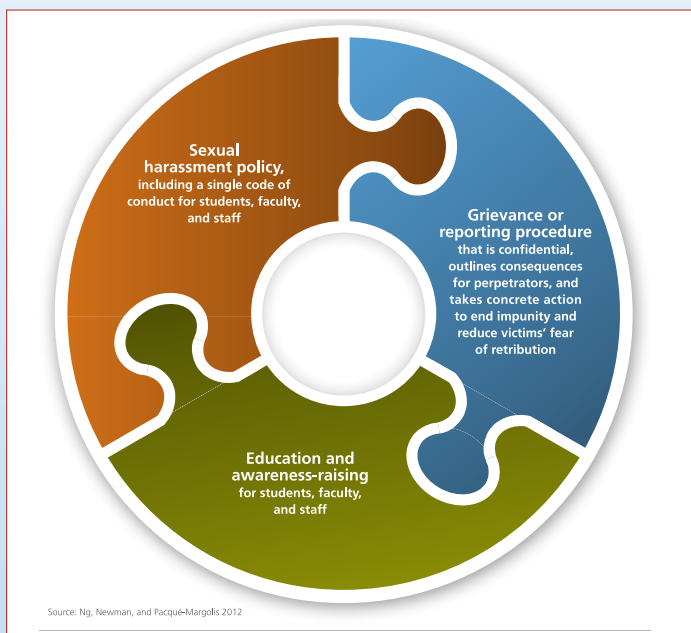 Sexual
harassment policy,
including a single code of
conduct for students, faculty,
and staff
Grievance or
reporting procedure
that is confidential,
outlines consequences
for perpetrators, and
takes concrete action
to end impunity and
reduce victims’ fear
of retribution
Education and
awareness-raising
for students, faculty,
and staff
Source: Ng, Newman, and Pacqué-Margolis 2012